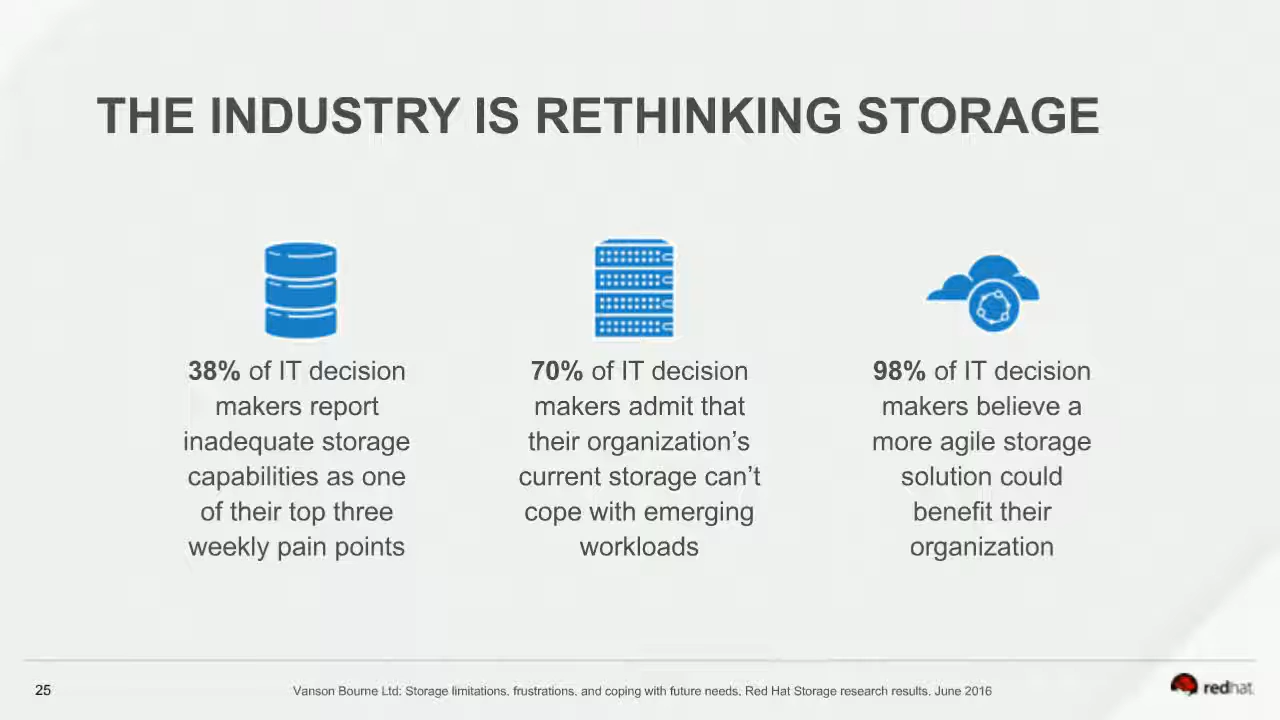 THE INDUSTRY IS RETHINKING STORAGE
38% of IT decision
makers report
inadequate storage
capabilities as one
of their top three
weekly pain points
70% of IT decision
makers admit that
their organization’s
current storage can’t
cope with emerging
workloads
98% of IT decision
makers believe a
more agile storage
solution could
benefit their
organization
25
Vanson Bourne Ltd: Storage limitations, frustrations, and coping with future needs. Red Hat Storage research results. June 2016
redhat